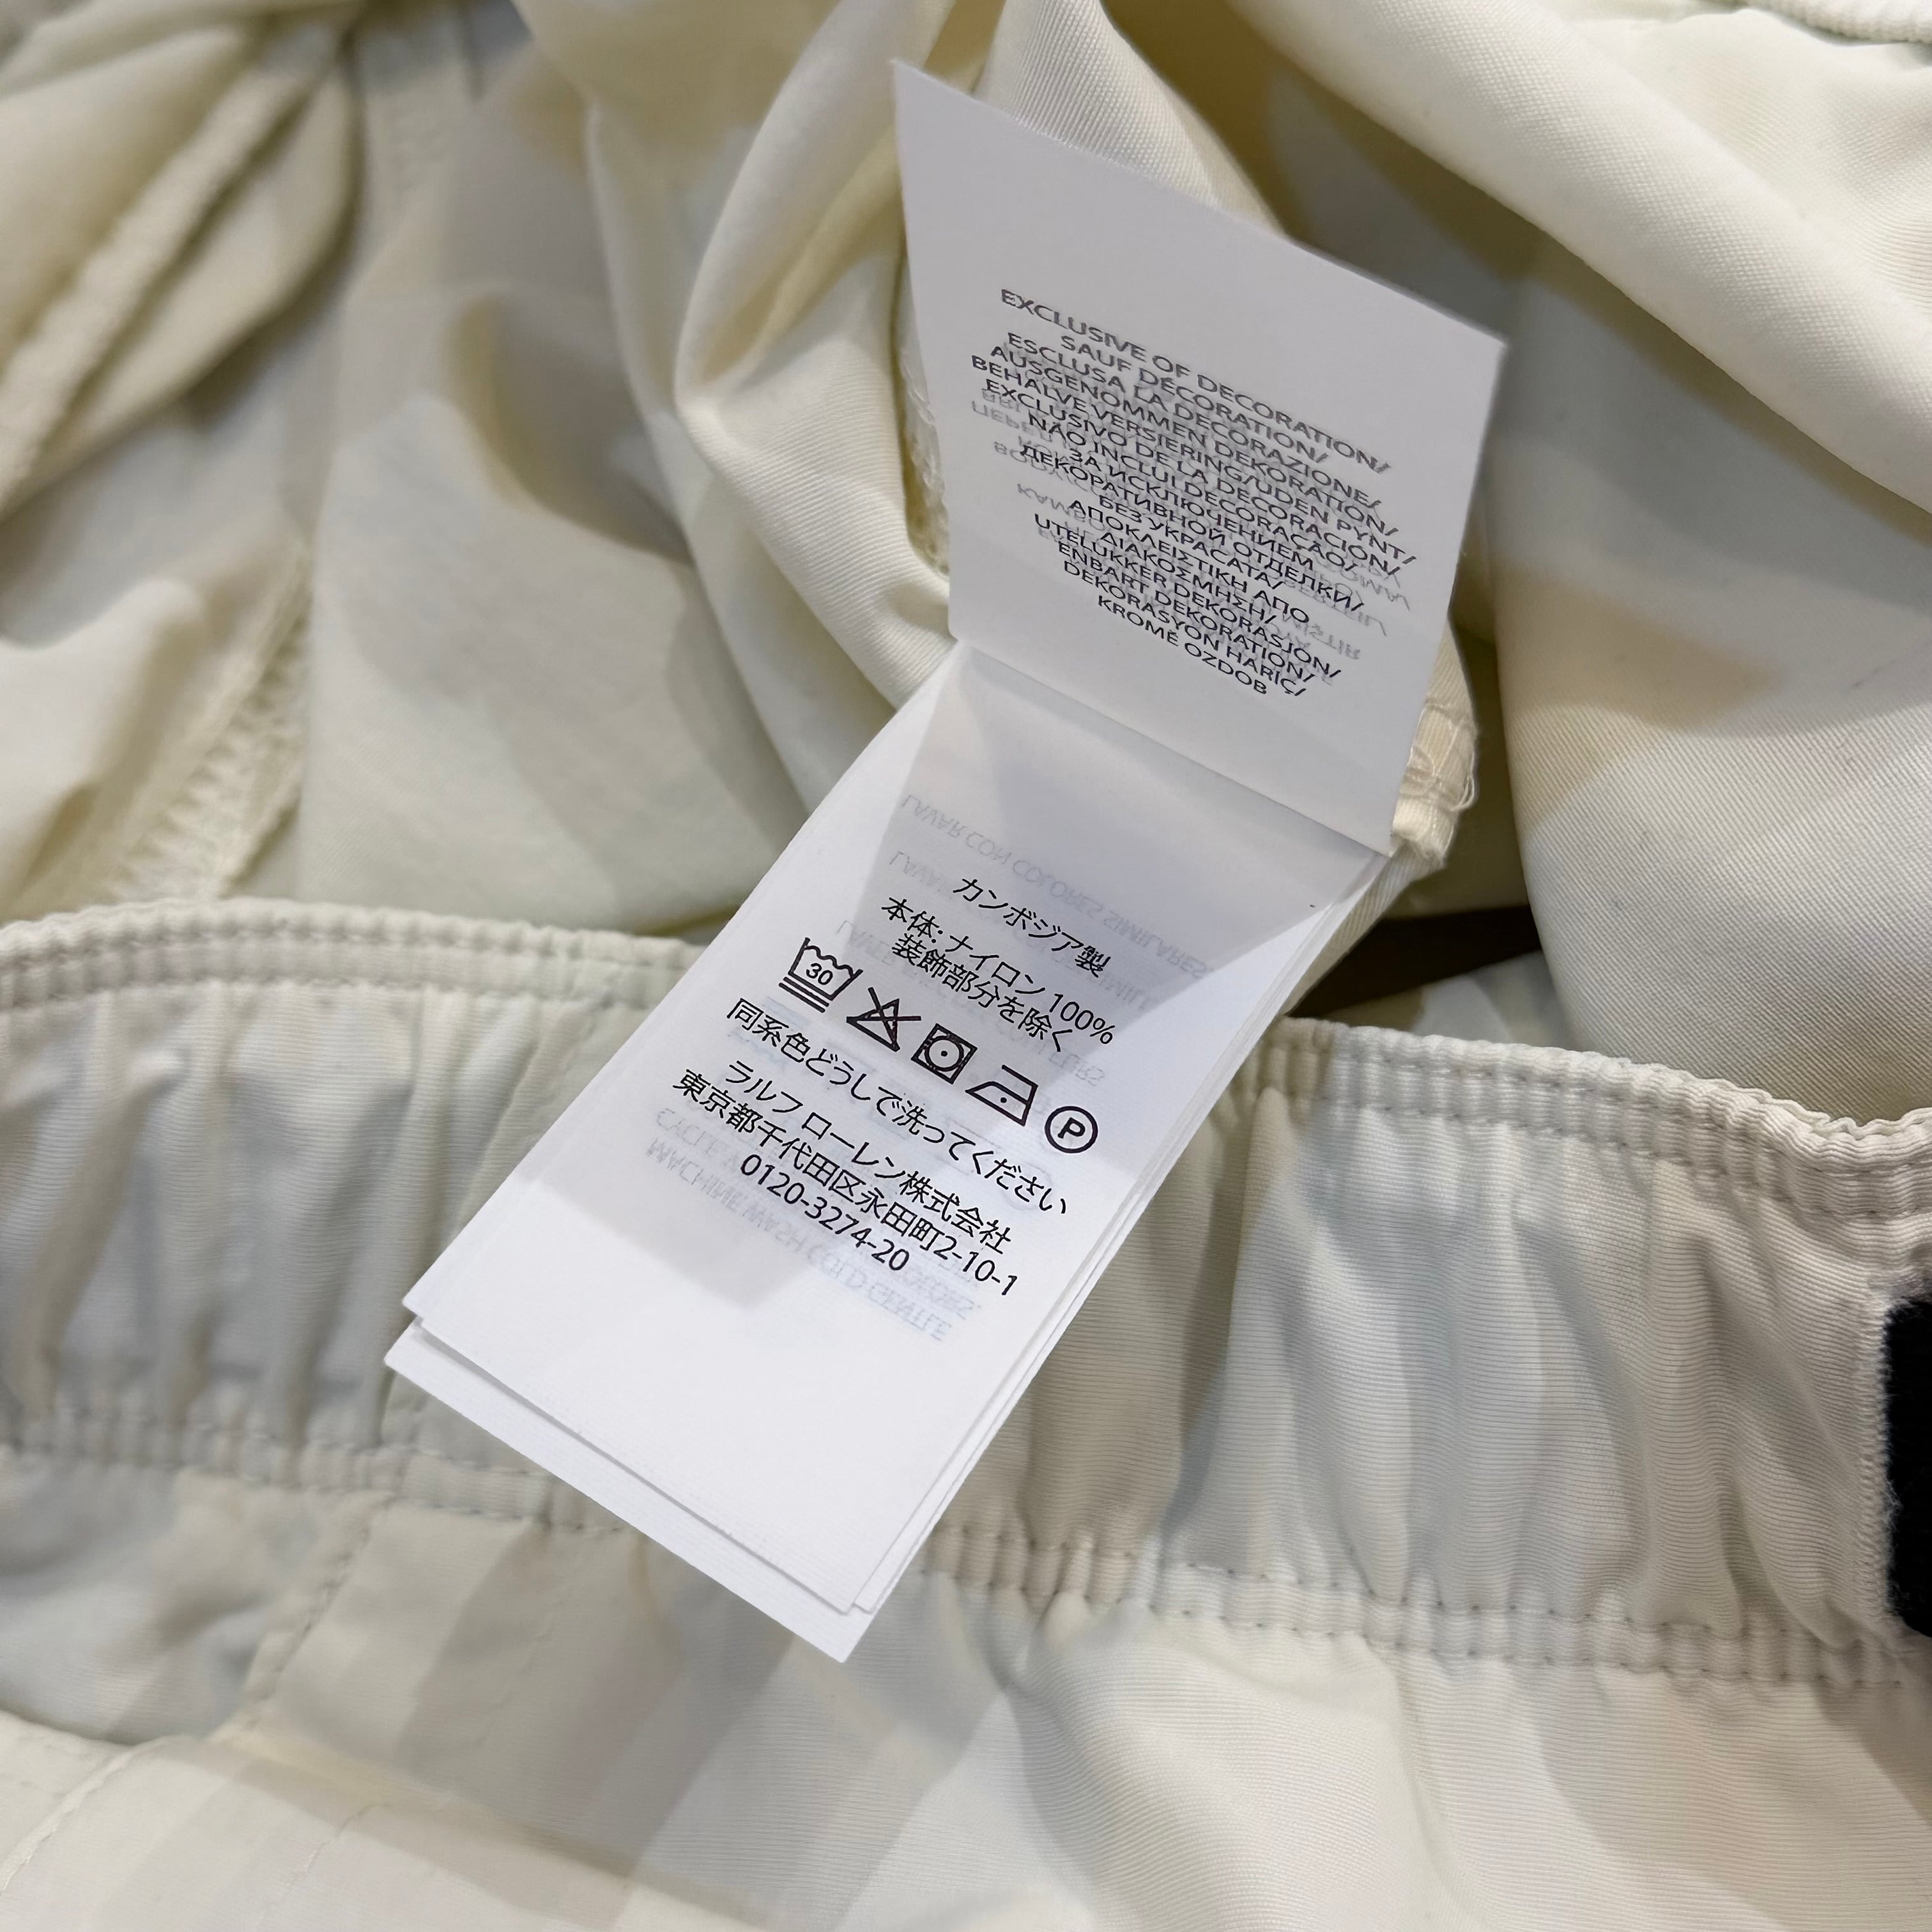 EXCLUSIVE OF DECORATION/
SAUF DÉCORATION/
ESCLUSA LA DECORAZIONE/
AUSGENOMMEN DEKORATION/
BEHALVE VERSIERING/UDEN PYNT/
EXCLUSIVO DE LA DECORACIÓN/
NÃO INCLUI DECORAÇÃO/
ЗА ИСКЛЮЧЕНИЕМ
ДЕКОРАТИВНОЙ ОТДЕЛКИ/
БЕЗ УКРАСАТА/
ΑΠΟΚΛΕΙΣΤΙΚΗ ΑΠΟ
ΔΙΑΚΟΣΜΗΣΗ/
UTELUKKER DEKORASJON/
ENBART DEKORATION/
DEKORASYON HARİÇ/
KROMĚ OZDOB
カンボジア製
本体: ナイロン 100%
装飾部分を除く
30
P
同系色どうしで洗ってください
ラルフ ローレン株式会社
東京都千代田区永田町2-10-1
0120-3274-20